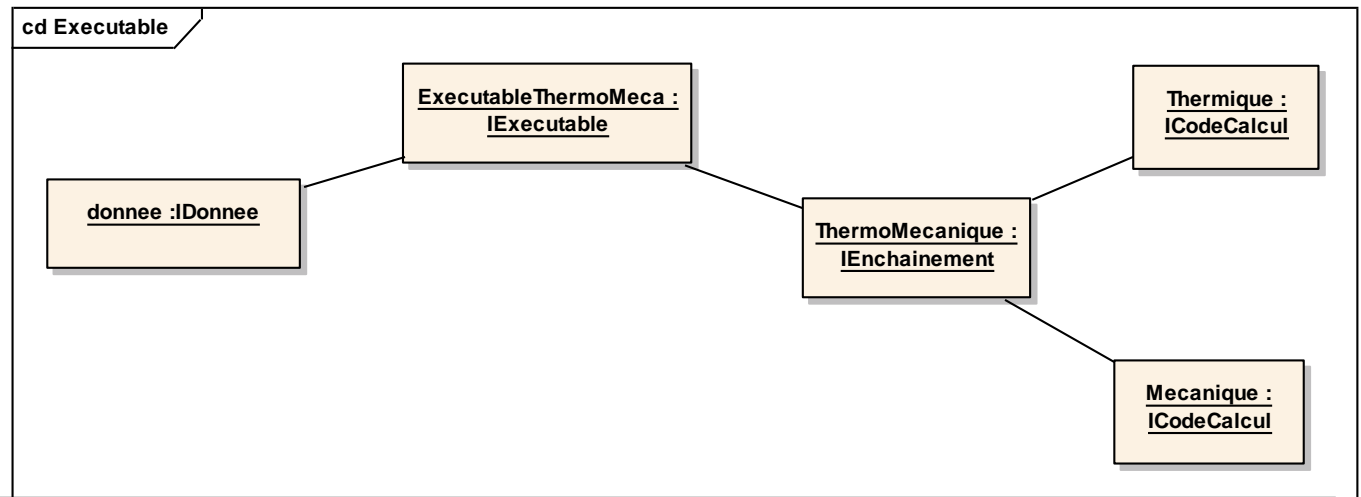 cd Executable
ExecutableThermoMeca :
IExecutable
Thermique :
ICodeCalcul
donnee :IDonnee
ThermoMecanique :
IEnchainement
Mecanique :
ICodeCalcul